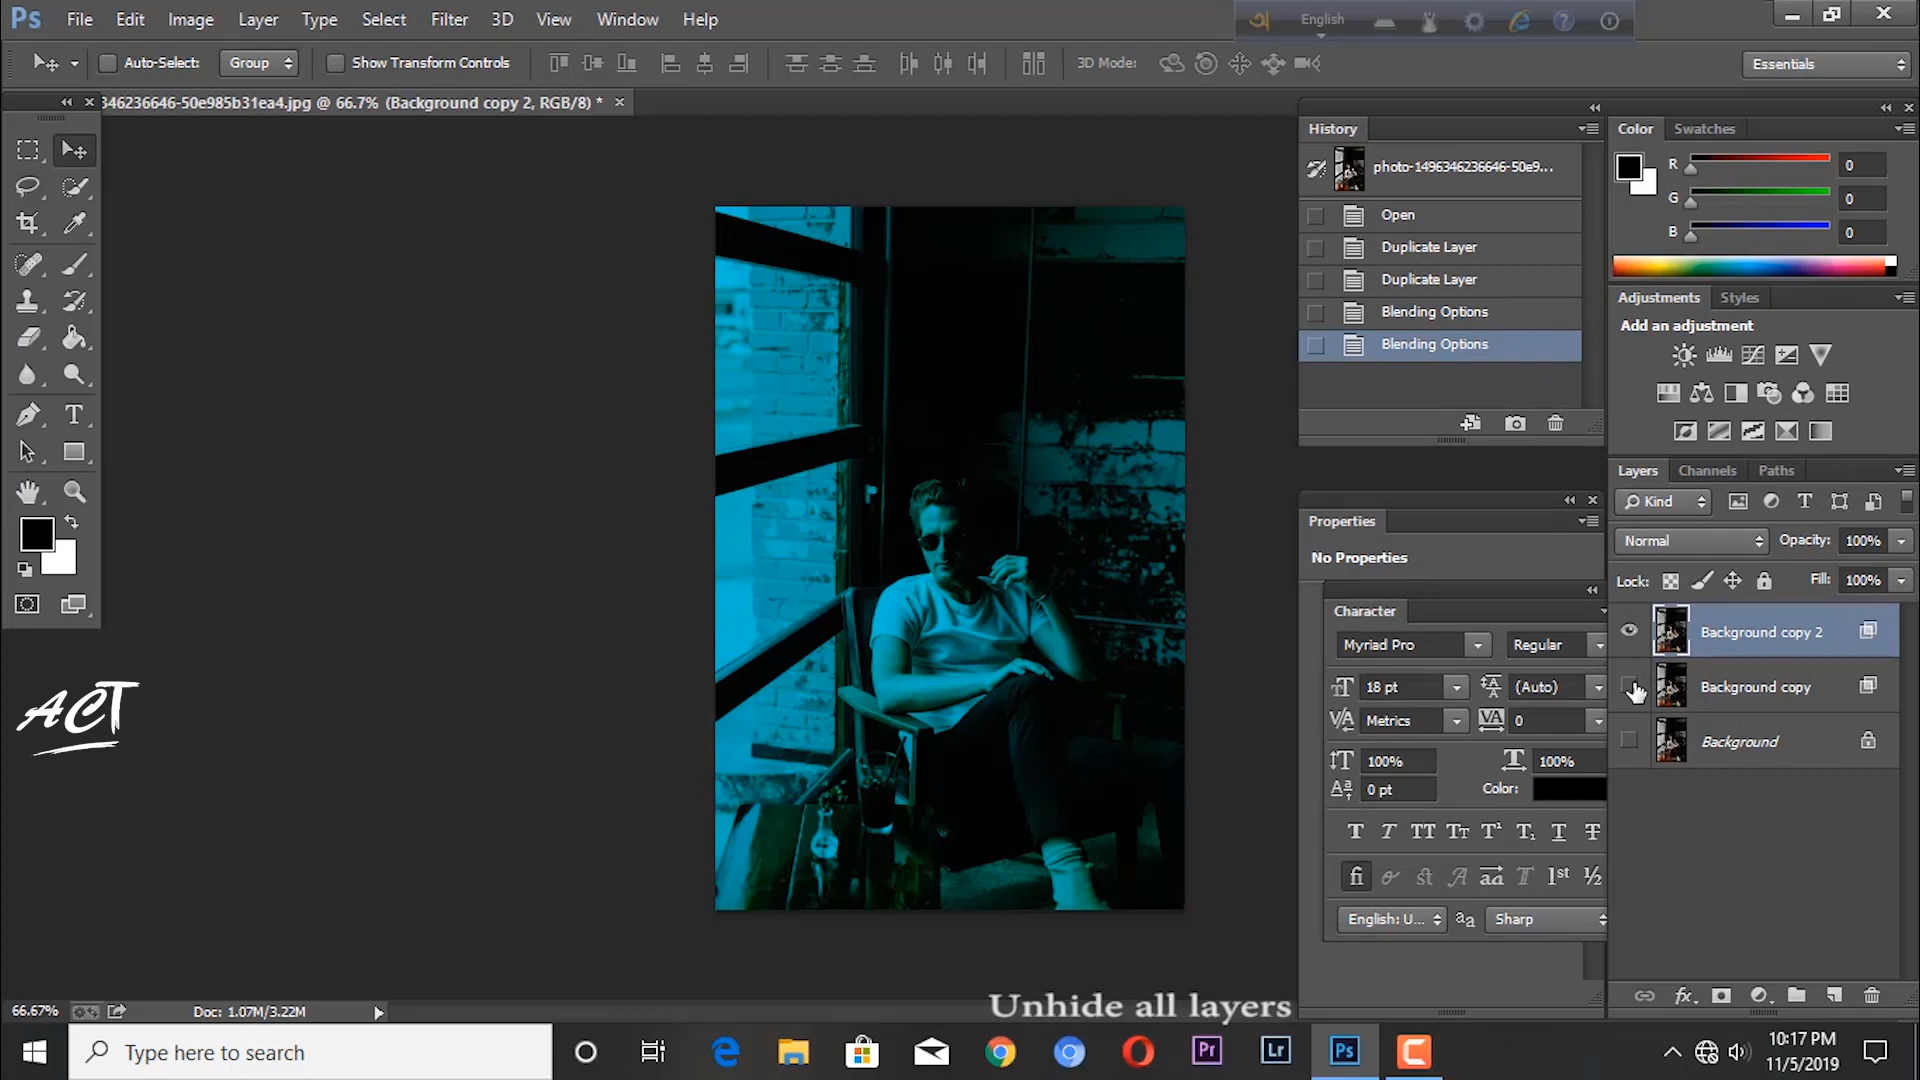 Ps File Edit Image Layer Type Select Filter 3D View Window Help
English
Auto-Select: Group Show Transform Controls 3D Mode: Essentials
346236646-50e985b31ea4.jpg @ 66.7% (Background copy 2, RGB/8) *
History
photo-1496346236646-50e9...
Open
Duplicate Layer
Duplicate Layer
Blending Options
Blending Options
Color Swatches
R 0
G 0
B 0
Adjustments Styles
Add an adjustment
Properties
No Properties
Character
Myriad Pro Regular
18 pt (Auto)
Metrics 0
100% 100%
0 pt Color:
English: U... Sharp
Layers Channels Paths
Kind
Normal Opacity: 100%
Lock: Fill: 100%
Background copy 2
Background copy
Background
ACT
66.67% Doc: 1.07M/3.22M
Unhide all layers
Type here to search
Pr Lr Ps
10:17 PM
11/5/2019